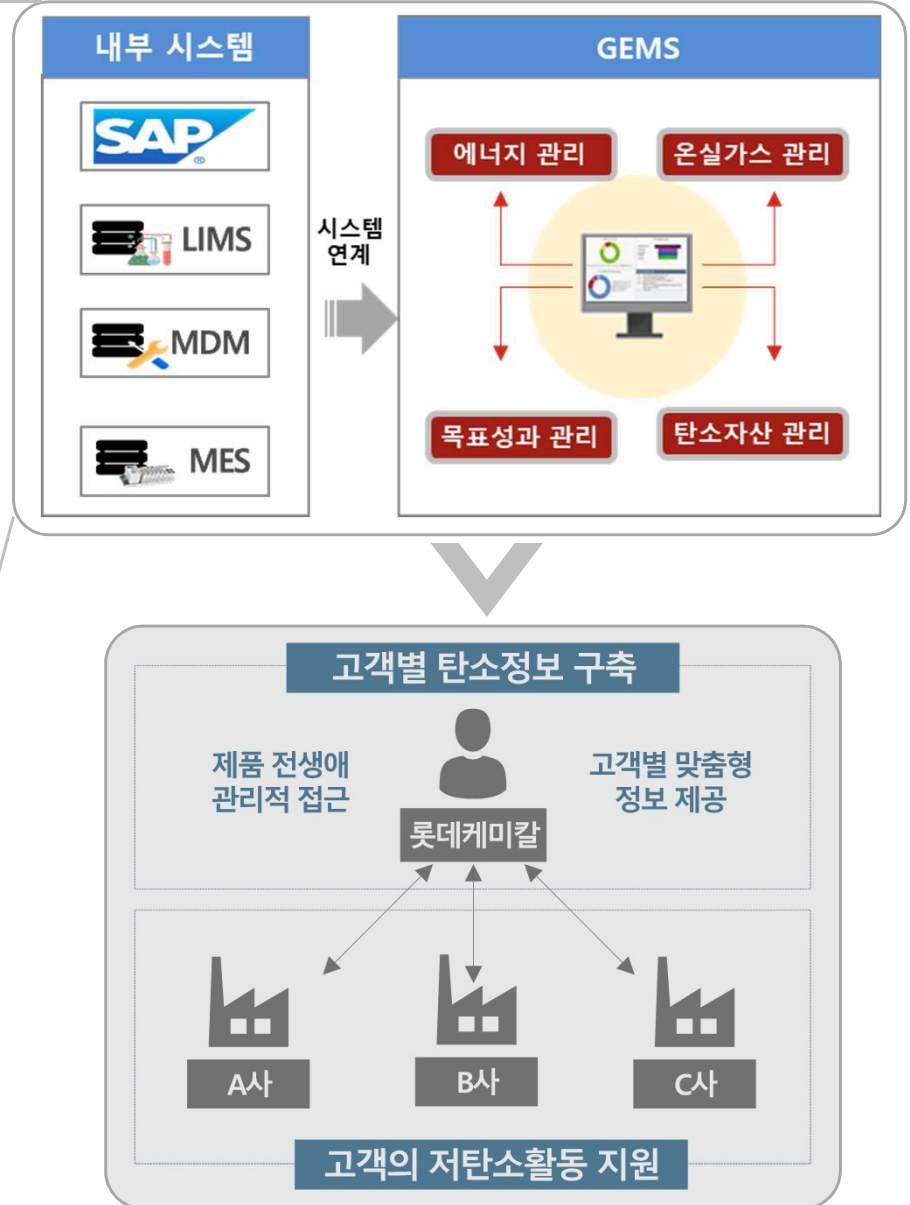 내부 시스템
GEMS
SAP
®
LIMS
MDM
MES
시스템
연계
에너지 관리
온실가스 관리
목표성과 관리
탄소자산 관리
고객별 탄소정보 구축
제품 전생애
관리적 접근
고객별 맞춤형
정보 제공
롯데케미칼
A사
B사
C사
고객의 저탄소활동 지원